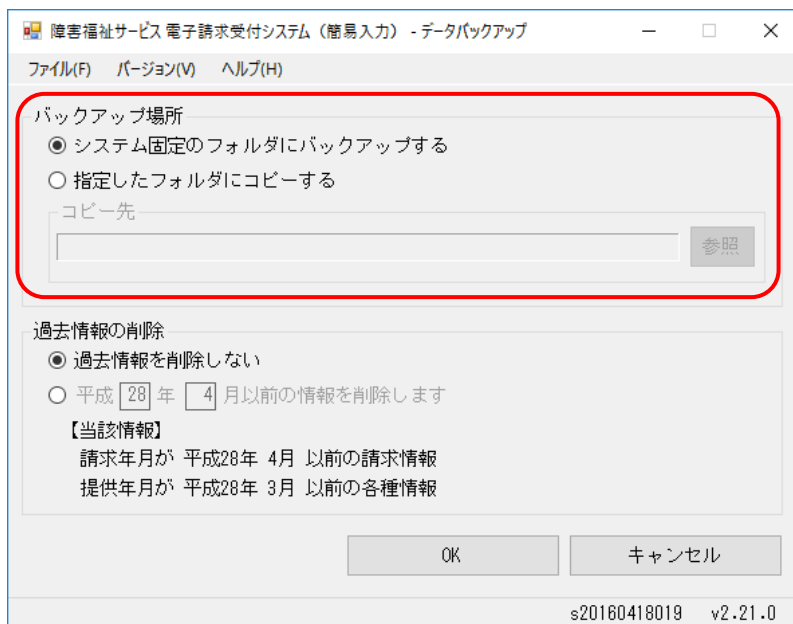 障害福祉サービス 電子請求受付システム（簡易入力） - データバックアップ
ファイル(F) バージョン(V) ヘルプ(H)
バックアップ場所
システム固定のフォルダにバックアップする
指定したフォルダにコピーする
コピー先
参照
過去情報の削除
過去情報を削除しない
平成 28 年 4 月以前の情報を削除します
【当該情報】
請求年月が 平成28年 4月 以前の請求情報
提供年月が 平成28年 3月 以前の各種情報
OK キャンセル
s20160418019 v2.21.0